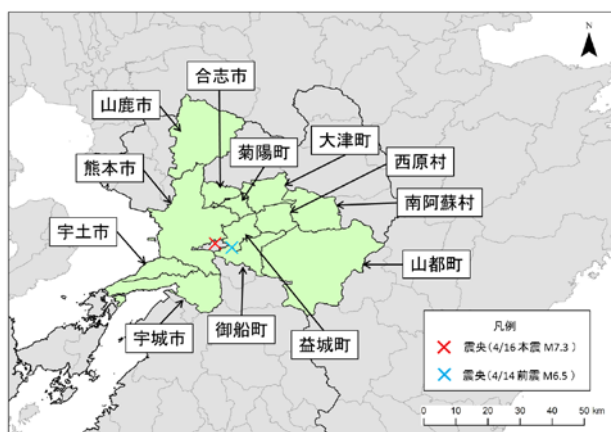 N
合志市
山鹿市
大津町
菊陽町
西原村
熊本市
南阿蘇村
宇土市
山都町
御船町
宇城市
益城町
凡例
震央(4/16 本震 M7.3)
震央(4/14 前震 M6.5)
0 10 20 30 40 50 km